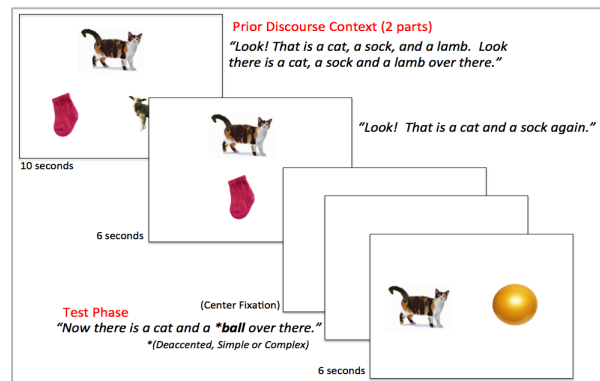 Prior Discourse Context (2 parts)
“Look! That is a cat, a sock, and a lamb. Look
there is a cat, a sock and a lamb over there.”
“Look! That is a cat and a sock again.”
10 seconds
6 seconds
(Center Fixation)
Test Phase
“Now there is a cat and a *ball over there.”
*(Deaccented, Simple or Complex)
6 seconds